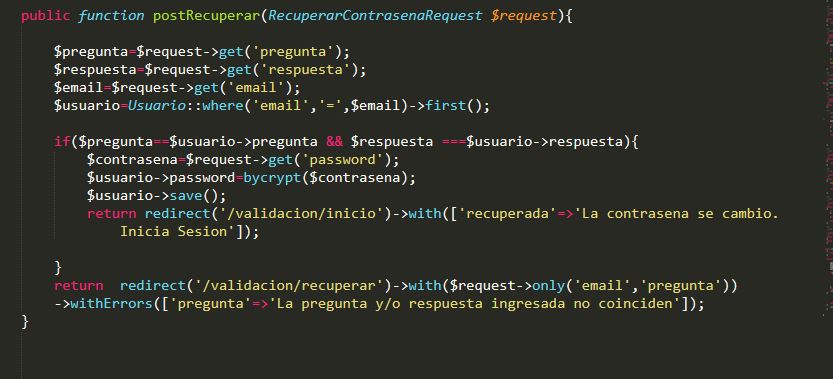 public function postRecuperar(RecuperarContrasenaRequest $request){
$pregunta=$request->get('pregunta');
$respuesta=$request->get('respuesta');
$email=$request->get('email');
$usuario=Usuario::where('email','=',$email)->first();
if($pregunta==$usuario->pregunta && $respuesta ===$usuario->respuesta){
$contrasena=$request->get('password');
$usuario->password=bycrypt($contrasena);
$usuario->save();
return redirect('/validacion/inicio')->with(['recuperada'=>'La contrasena se cambio.
Inicia Sesion']);
}
return  redirect('/validacion/recuperar')->with($request->only('email','pregunta'))
->withErrors(['pregunta'=>'La pregunta y/o respuesta ingresada no coinciden']);
}